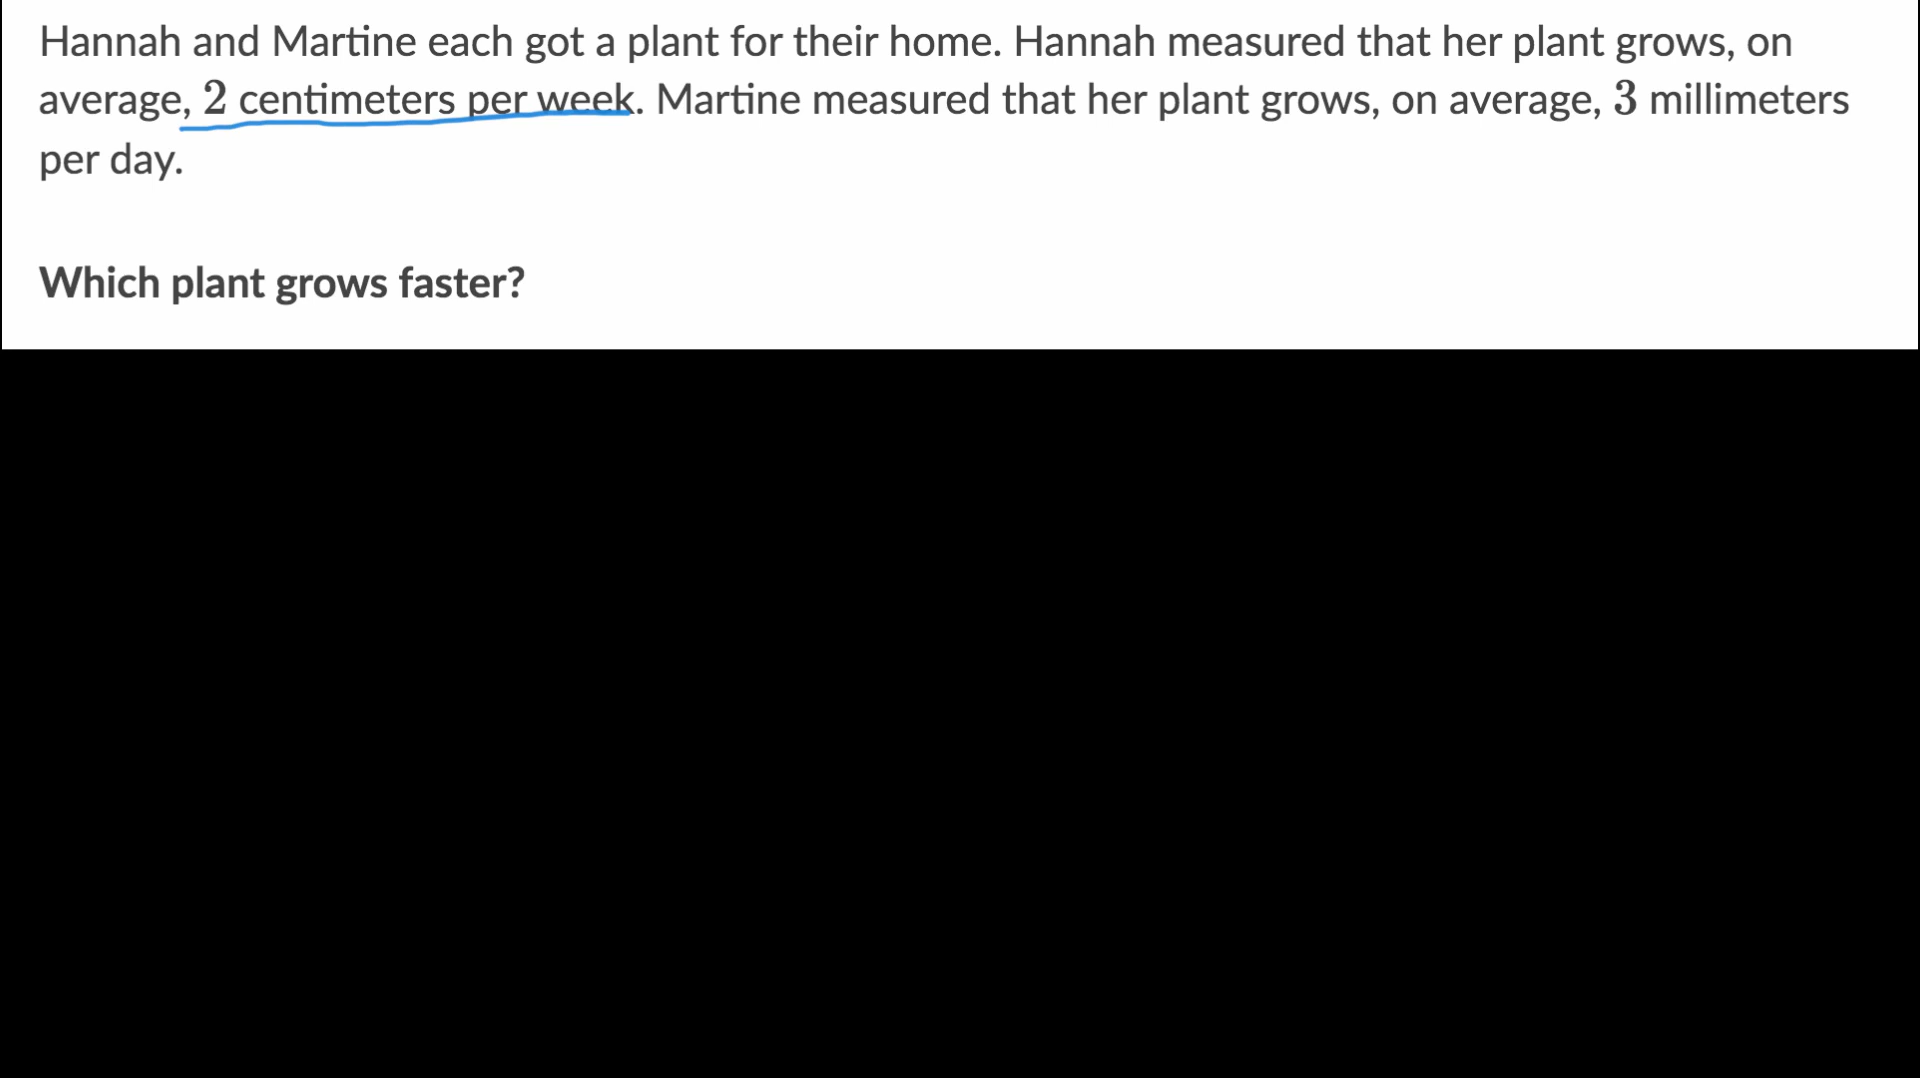 Hannah and Martine each got a plant for their home. Hannah measured that her plant grows, on
average, 2 centimeters per week. Martine measured that her plant grows, on average, 3 millimeters
per day.
Which plant grows faster?